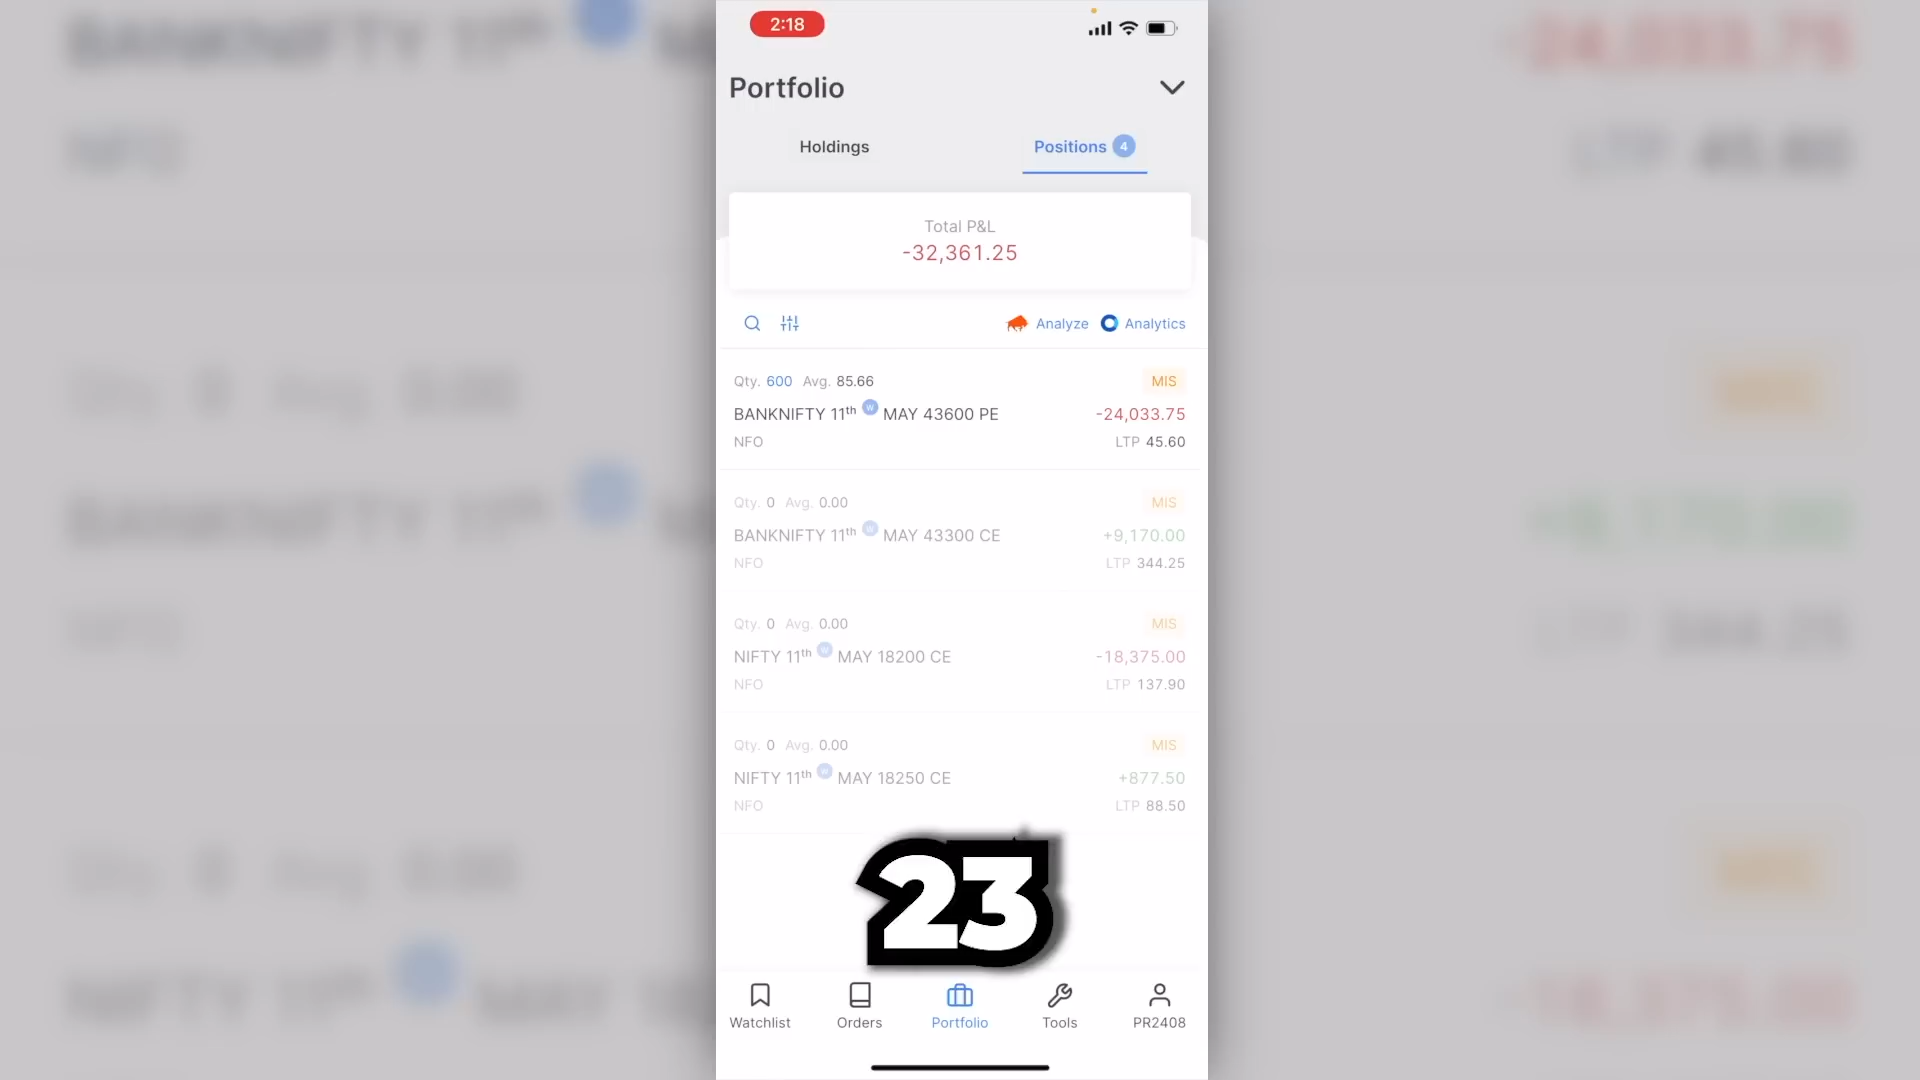 2:18
Portfolio
Holdings
Positions 4
Total P&L
-32,361.25
Analyze Analytics
Qty. 600 Avg. 85.66 MIS
BANKNIFTY 11th W MAY 43600 PE -24,033.75
NFO LTP 45.60
Qty. 0 Avg. 0.00 MIS
BANKNIFTY 11th W MAY 43300 CE +9,170.00
NFO LTP 344.25
Qty. 0 Avg. 0.00 MIS
NIFTY 11th W MAY 18200 CE -18,375.00
NFO LTP 137.90
Qty. 0 Avg. 0.00 MIS
NIFTY 11th W MAY 18250 CE +877.50
NFO LTP 88.50
23
Watchlist Orders Portfolio Tools PR2408